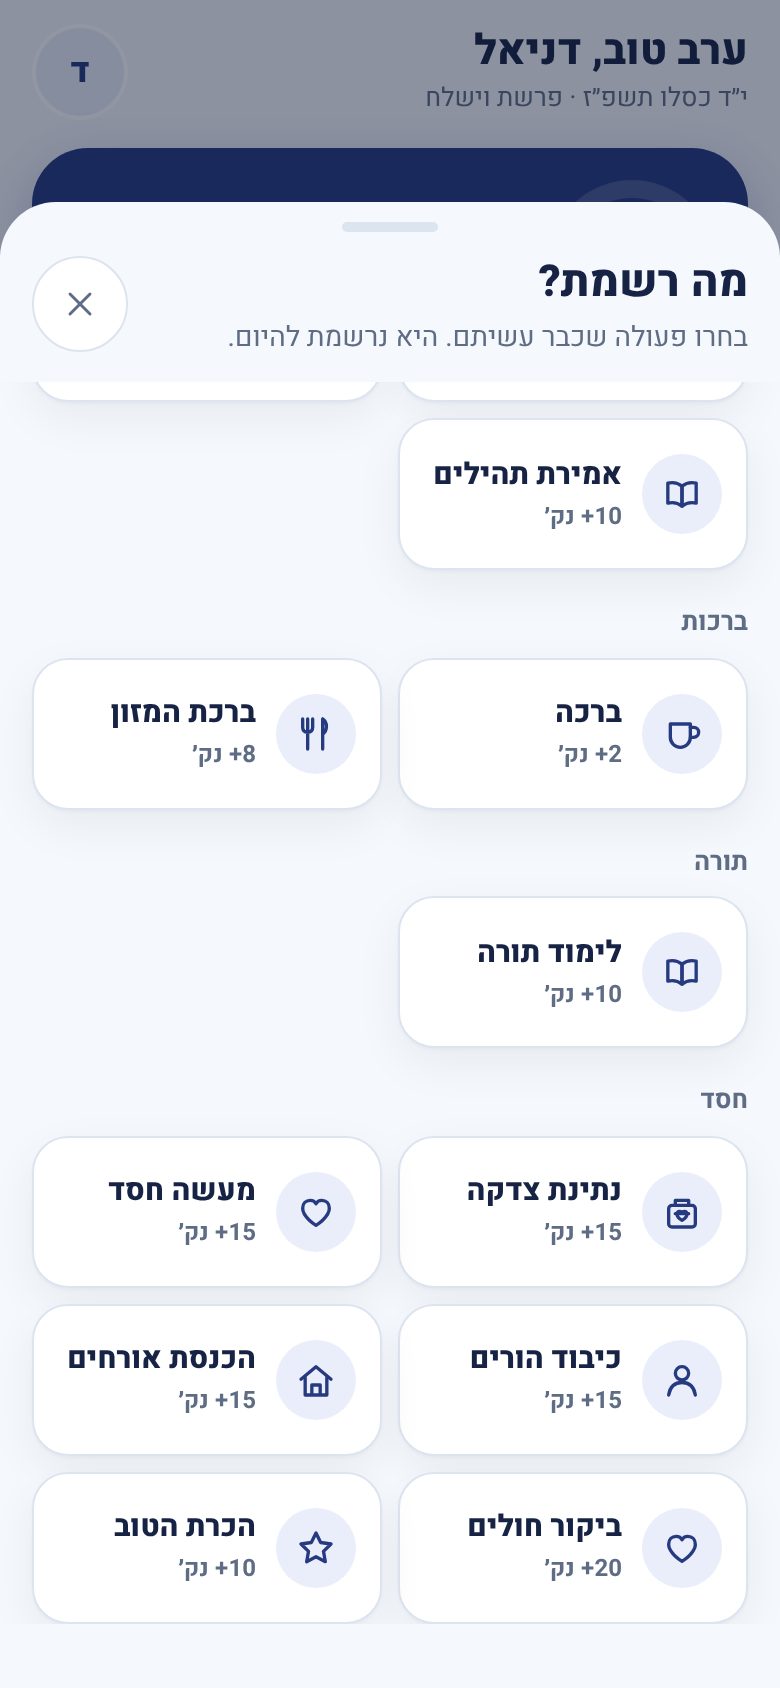 ערב טוב, דניאל
י״ד כסלו תשפ״ז · פרשת וישלח
ד
מה רשמת?
בחרו פעולה שכבר עשיתם. היא נרשמת להיום.
אמירת תהילים
+10 נק׳
ברכות
ברכה
+2 נק׳
ברכת המזון
+8 נק׳
תורה
לימוד תורה
+10 נק׳
חסד
נתינת צדקה
+15 נק׳
מעשה חסד
+15 נק׳
כיבוד הורים
+15 נק׳
הכנסת אורחים
+15 נק׳
ביקור חולים
+20 נק׳
הכרת הטוב
+10 נק׳